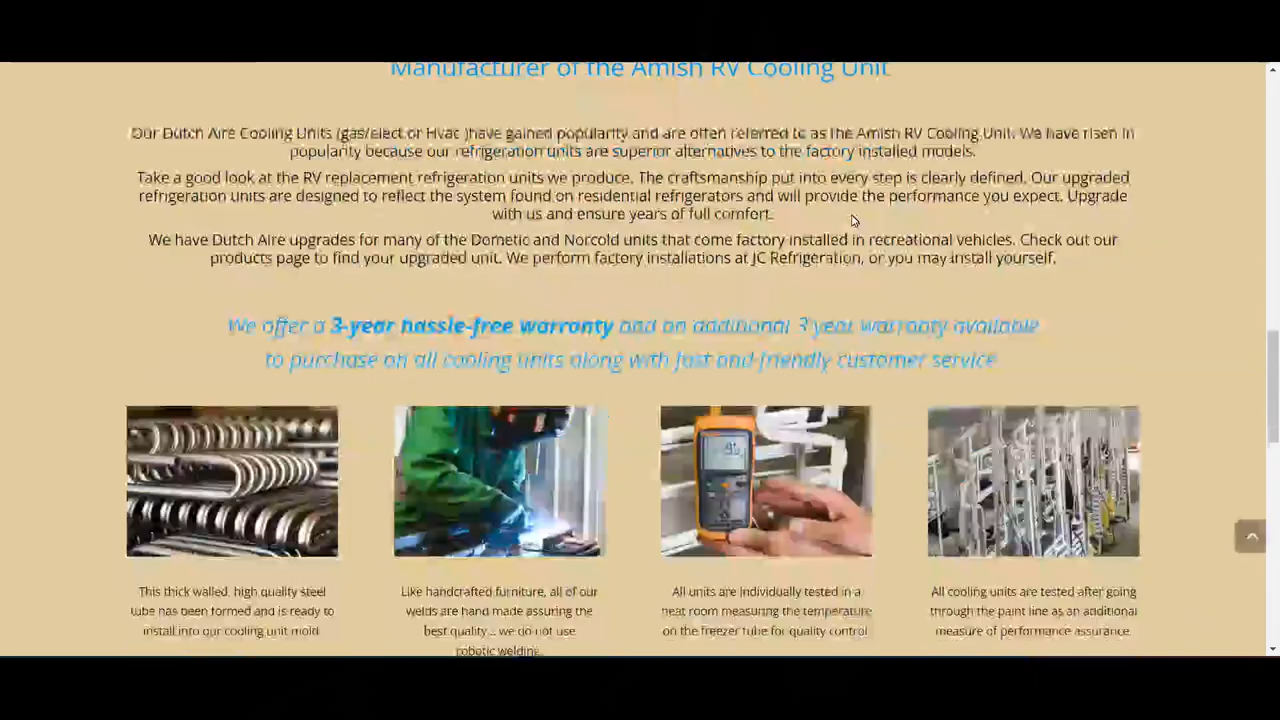 Manufacturer of the Amish RV Cooling Unit
Our Dutch Aire Cooling Units (gas/elect or Hvac )have gained popularity and are often referred to as the Amish RV Cooling Unit. We have risen in
popularity because our refrigeration units are superior alternatives to the factory installed models.
Take a good look at the RV replacement refrigeration units we produce. The craftsmanship put into every step is clearly defined. Our upgraded
refrigeration units are designed to reflect the system found on residential refrigerators and will provide the performance you expect. Upgrade
with us and ensure years of full comfort.
We have Dutch Aire upgrades for many of the Dometic and Norcold units that come factory installed in recreational vehicles. Check out our
products page to find your upgraded unit. We perform factory installations at JC Refrigeration, or you may install yourself.
We offer a 3-year hassle-free warranty and an additional 3 year warranty available
to purchase on all cooling units along with fast and friendly customer service
This thick walled, high quality steel
tube has been formed and is ready to
install into our cooling unit mold
Like handcrafted furniture, all of our
welds are hand made assuring the
best quality... we do not use
robotic welding.
All units are individually tested in a
heat room measuring the temperature
on the freezer tube for quality control
All cooling units are tested after going
through the paint line as an additional
measure of performance assurance.